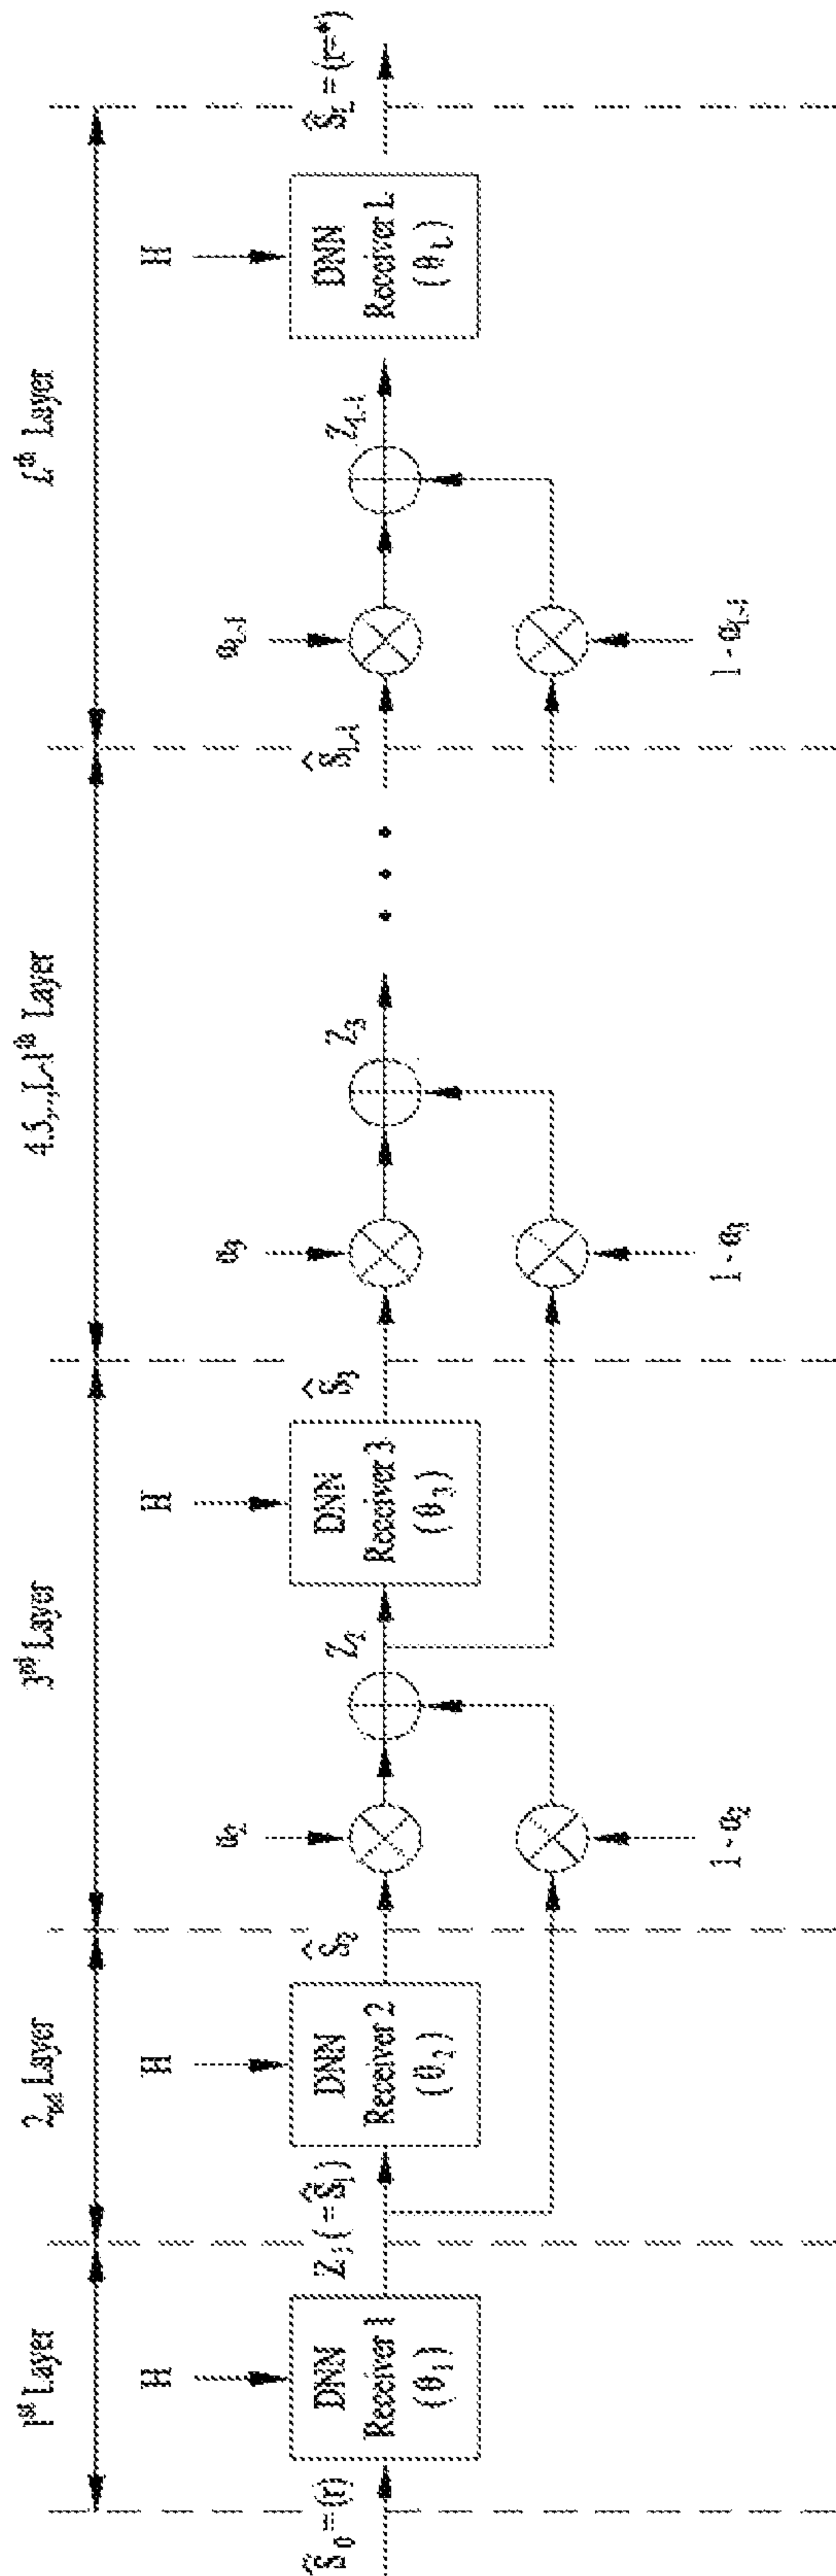 1st Layer
2nd Layer
3rd Layer
4.5,..,L-1th Layer
Lth Layer
H
H
H
H
α2
α3
αL-1
Ŝ0=(r)
DNN
Receiver 1
(θ1)
Z1(=Ŝ1)
DNN
Receiver 2
(θ2)
Ŝ2
Z2
DNN
Receiver 3
(θ3)
Ŝ3
Z3
ŜL-1
ZL-1
DNN
Receiver L
(θL)
ŜL=(r=*)
1-α2
1-α3
1-αL-1